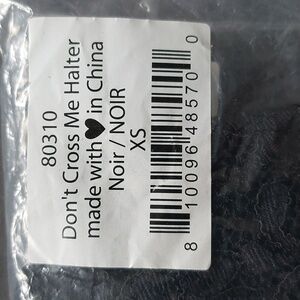 80310
Don't Cross Me Halter
made with ♥ in China
Noir / NOIR
XS
8 10096 48570 0